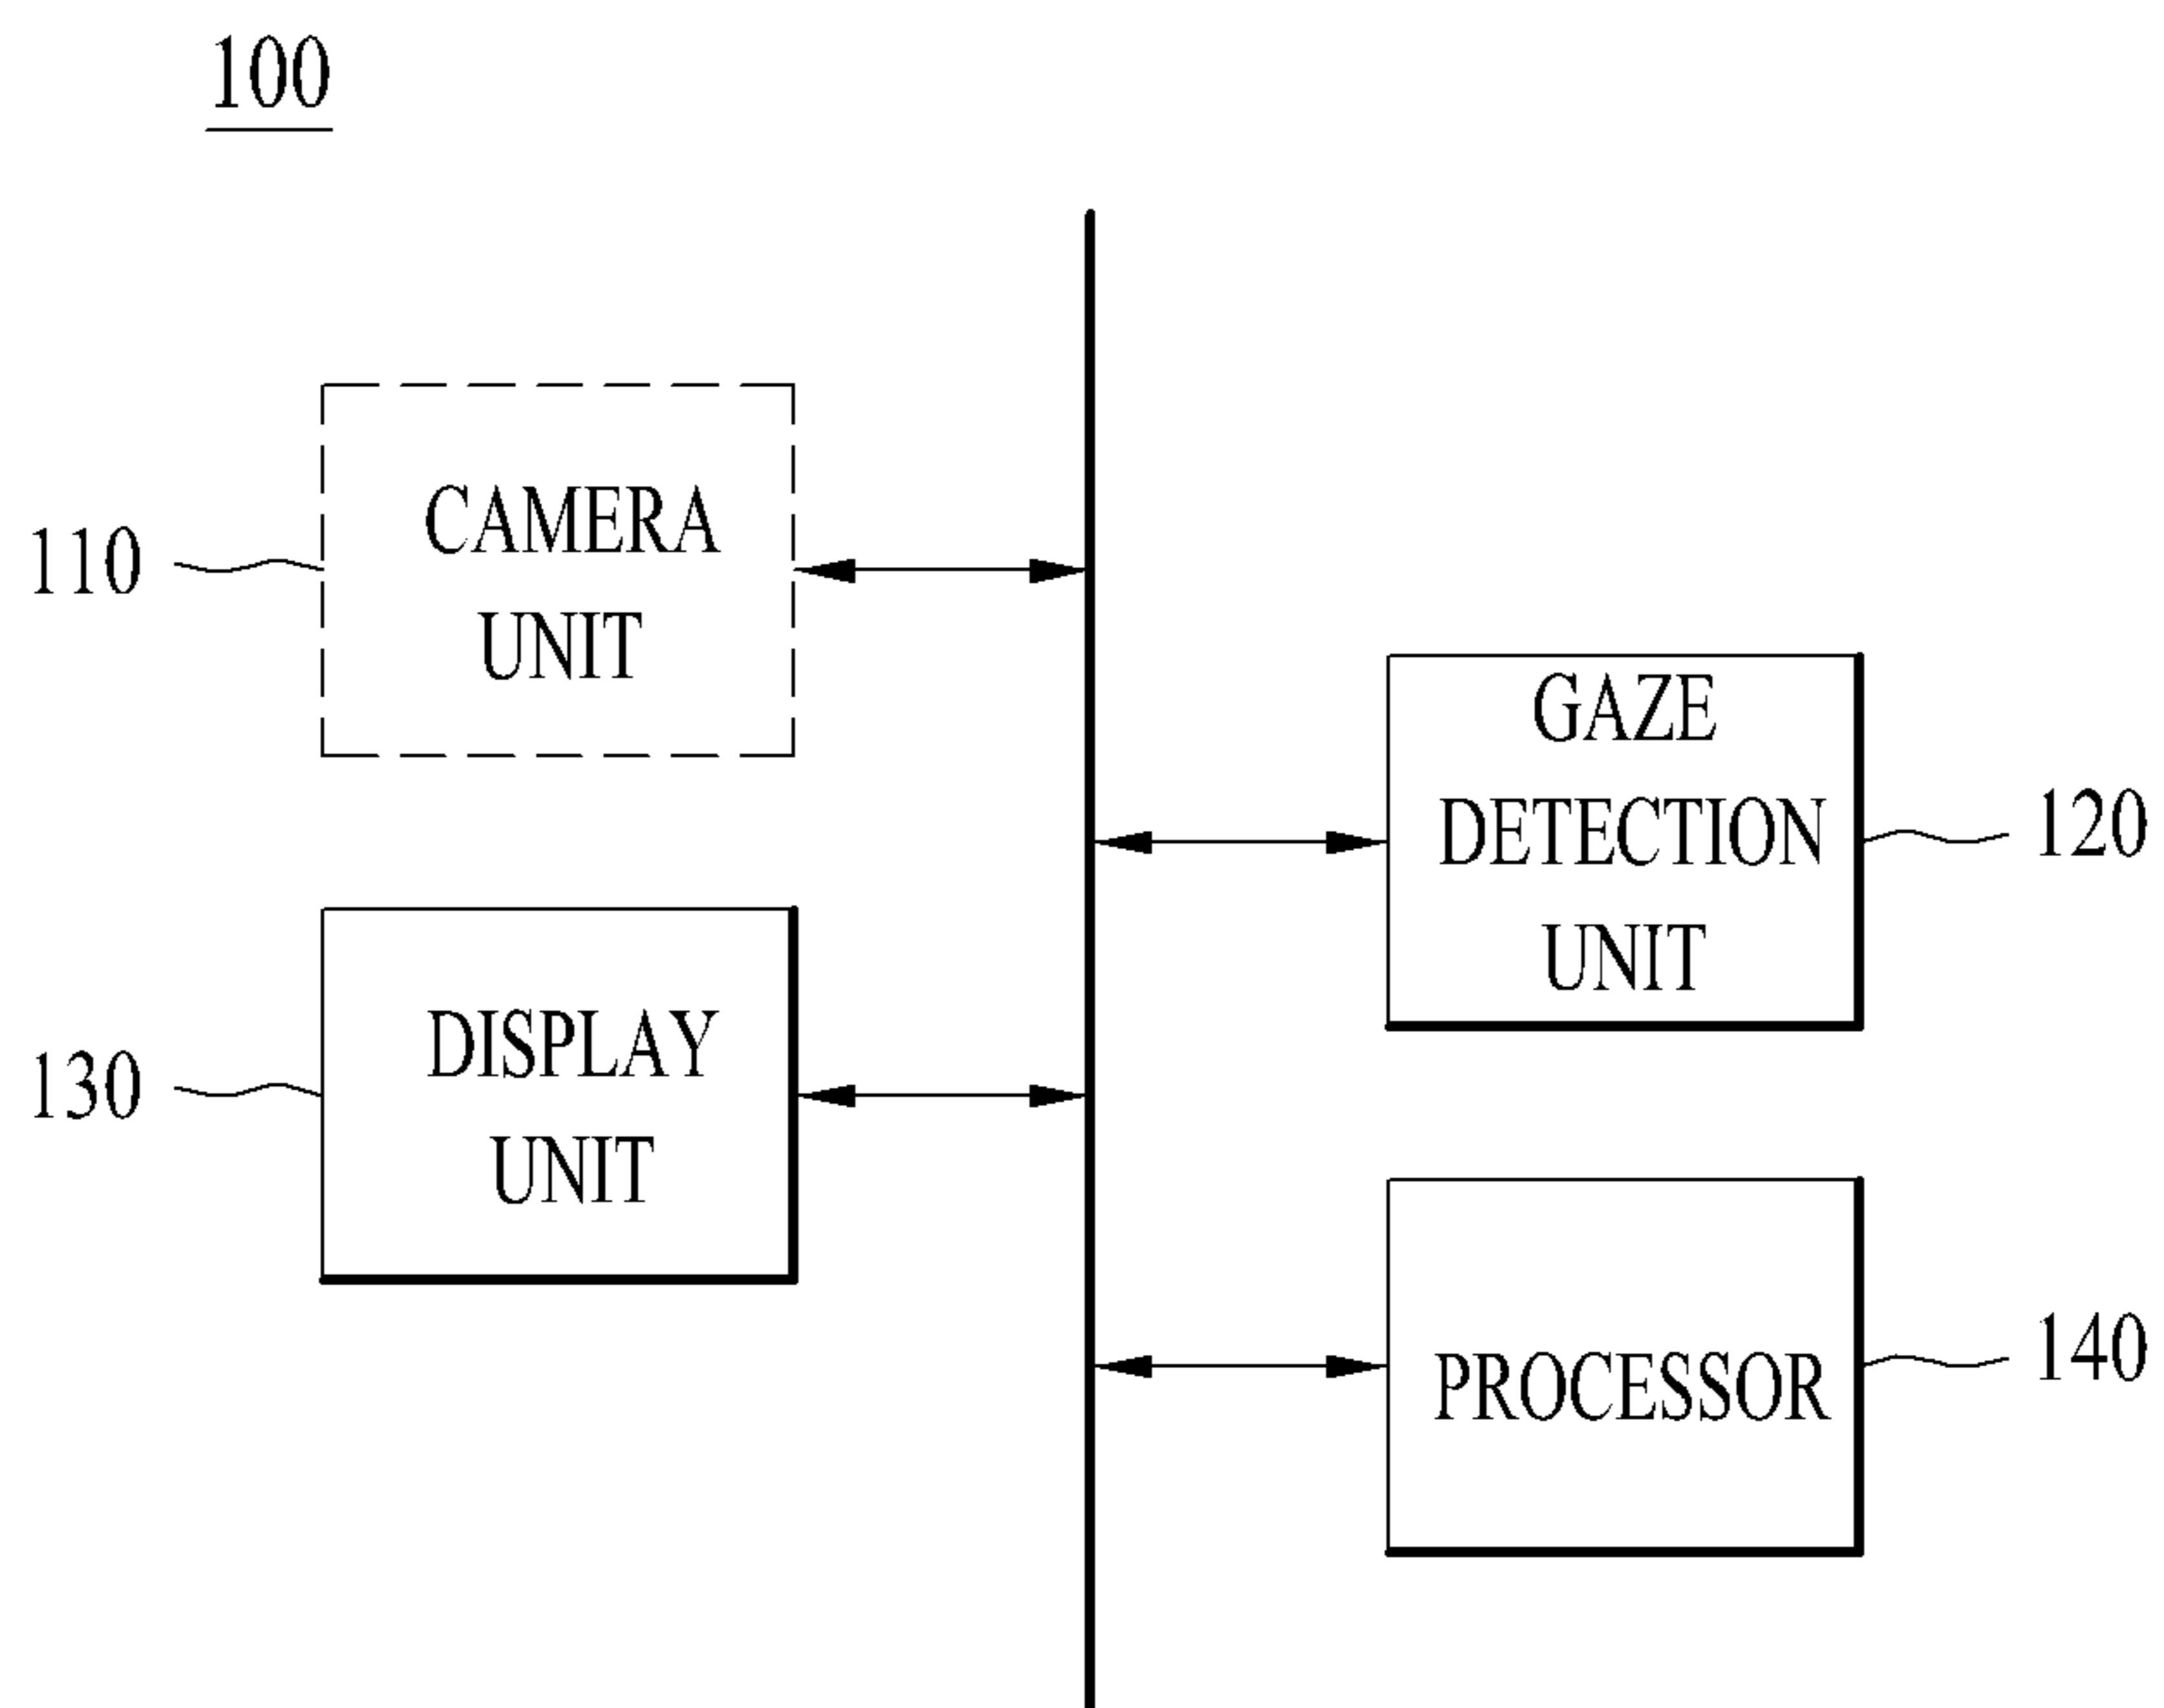 100
110
CAMERA
UNIT
GAZE
DETECTION
UNIT
120
130
DISPLAY
UNIT
PROCESSOR
140